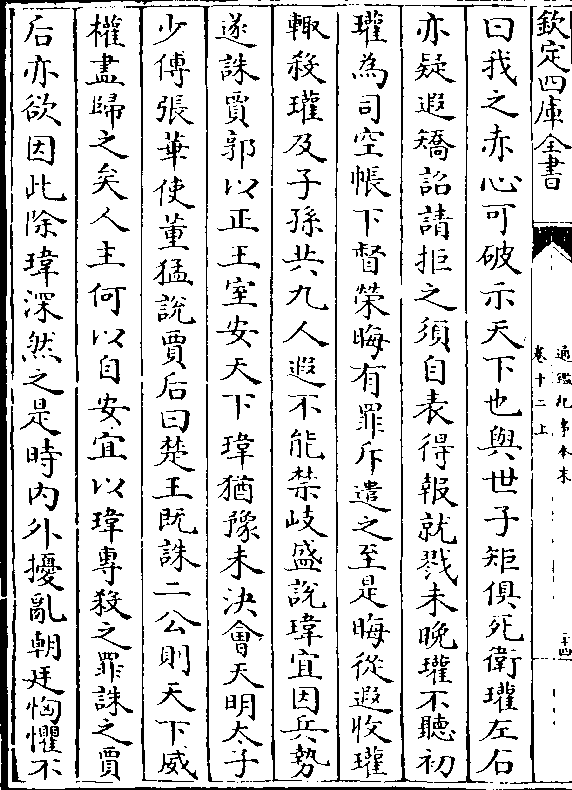 欽定四庫全書
通鑑紀事本末
卷十二上
二十四
曰我之赤心可破示天下也與世子矩俱死衛瓘左右
亦疑遐矯詔請拒之須自表得報就戮未晚瓘不聽初
瓘為司空帳下督榮晦有罪斥遣之至是晦從遐收瓘
輙殺瓘及子孫共九人遐不能禁岐盛說瑋宜因兵勢
遂誅賈郭以正王室安天下瑋猶豫未決會天明太子
少傅張華使董猛說賈后曰楚王既誅二公則天下威
權盡歸之矣人主何以自安宜以瑋專殺之罪誅之賈
后亦欲因此除瑋深然之是時內外擾亂朝廷恟懼不